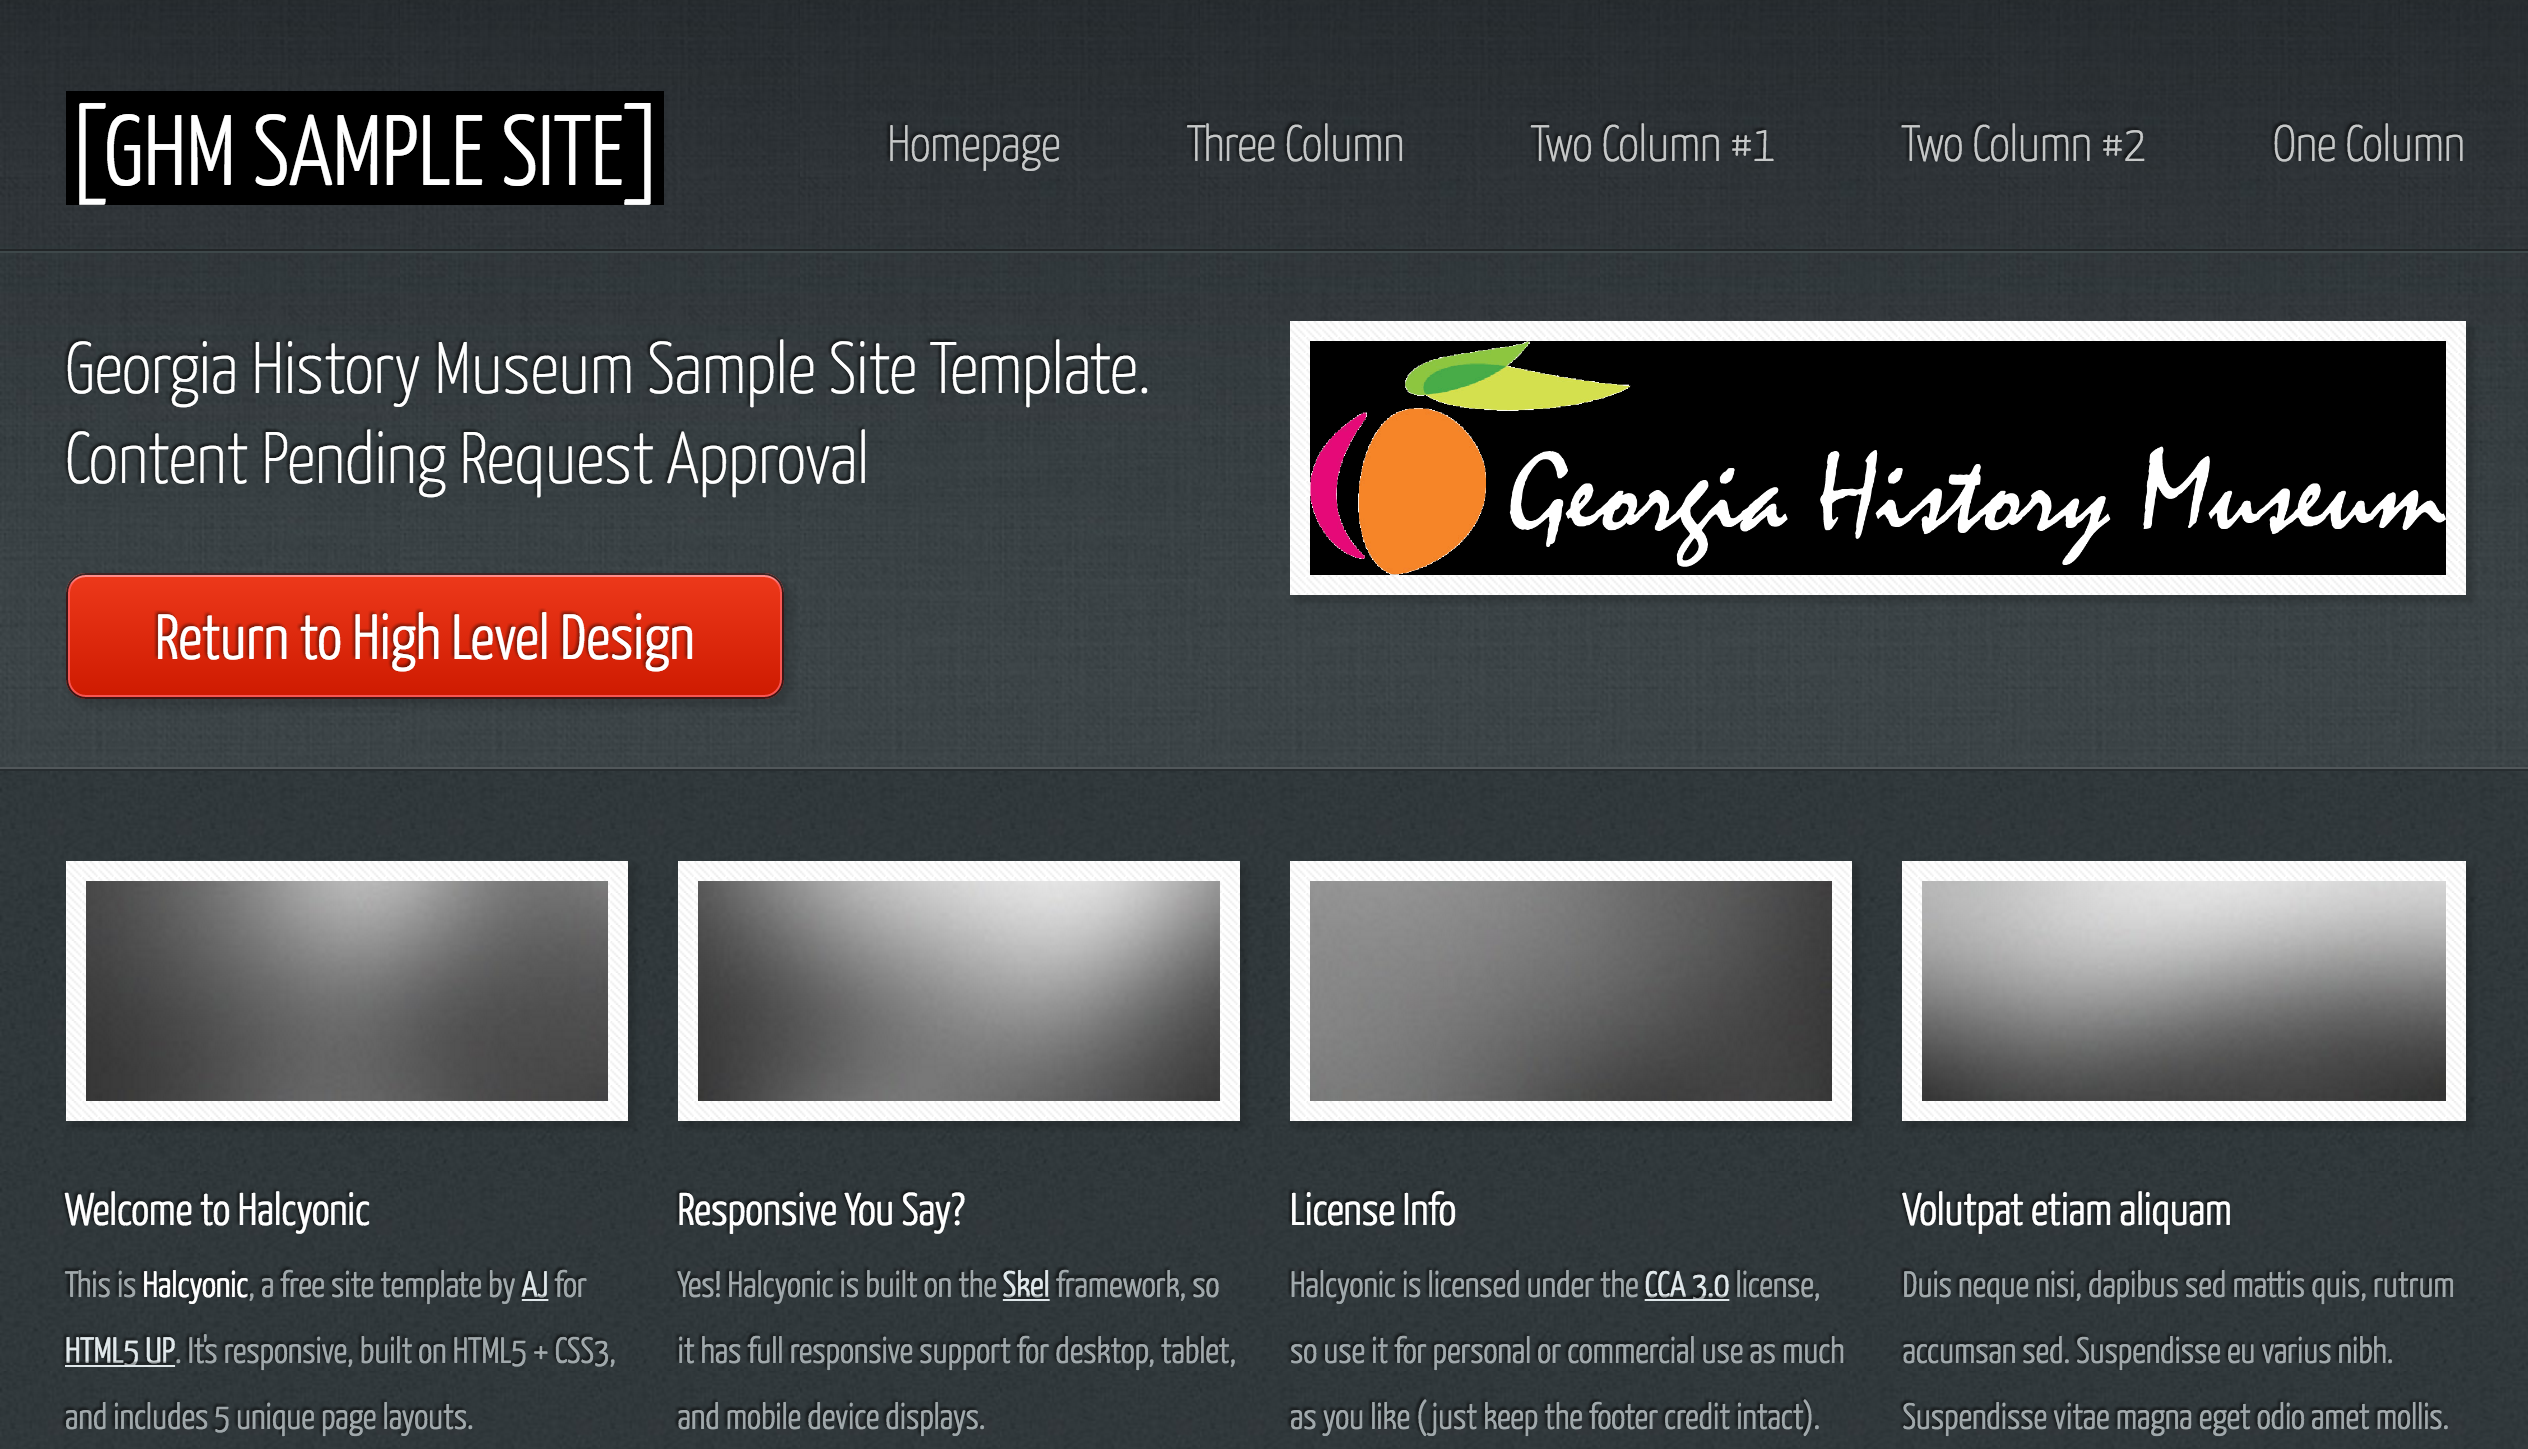 [GHM SAMPLE SITE]
Homepage
Three Column
Two Column #1
Two Column #2
One Column
Georgia History Museum Sample Site Template.
Content Pending Request Approval
Return to High Level Design
Georgia History Museum
Welcome to Halcyonic
This is Halcyonic, a free site template by AJ for
HTML5 UP. It's responsive, built on HTML5 + CSS3,
and includes 5 unique page layouts.
Responsive You Say?
Yes! Halcyonic is built on the Skel framework, so
it has full responsive support for desktop, tablet,
and mobile device displays.
License Info
Halcyonic is licensed under the CCA 3.0 license,
so use it for personal or commercial use as much
as you like (just keep the footer credit intact).
Volutpat etiam aliquam
Duis neque nisi, dapibus sed mattis quis, rutrum
accumsan sed. Suspendisse eu varius nibh.
Suspendisse vitae magna eget odio amet mollis.